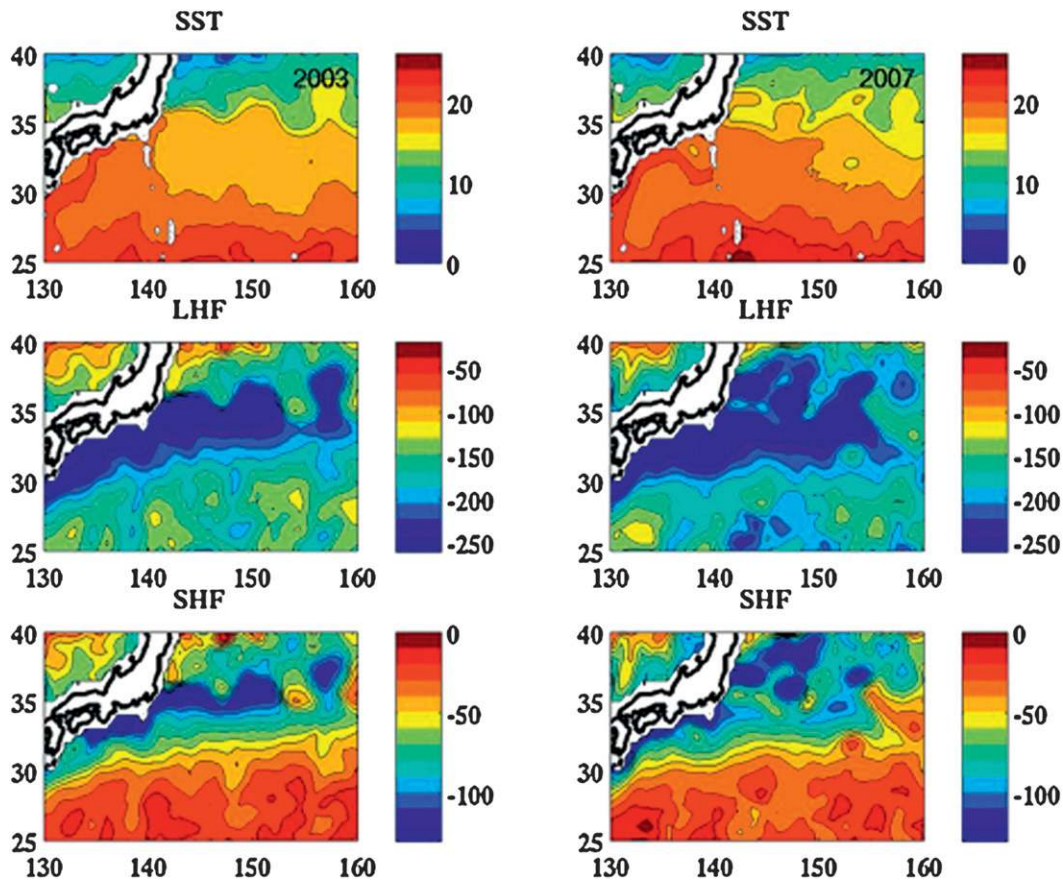 SST SST
40 2003 20 40 2007 20
35 35
30 10 30 10
25 0 25 0
130 140 150 160 130 140 150 160
LHF LHF
40 -50 40 -50
35 -100 35 -100
-150 -150
30 -200 30 -200
25 -250 25 -250
130 140 150 160 130 140 150 160
SHF SHF
40 0 40 0
35 -50 35 -50
30 -100 30 -100
25 25
130 140 150 160 130 140 150 160